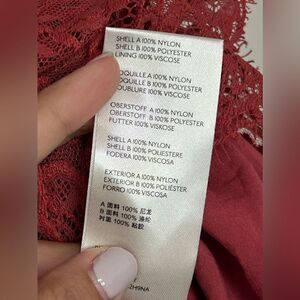 SHELL A 100% NYLON
SHELL B 100% POLYESTER
LINING 100% VISCOSE
OQUILLE A 100% NYLON
OQUILLE B 100% POLYESTER
OUBLURE 100% VISCOSE
OBERSTOFF A 100% NYLON
OBERSTOFF B 100% POLYESTER
FUTTER 100% VISKOSE
SHELL A 100% NYLON
SHELL B 100% POLIESTERE
FODERA 100% VISCOSA
EXTERIOR A 100% NYLON
EXTERIOR B 100% POLIÉSTER
FORRO 100% VISCOSA
A 面料 100% 尼龙
B 面料 100% 涤纶
衬里 100% 粘胶
2H9NA